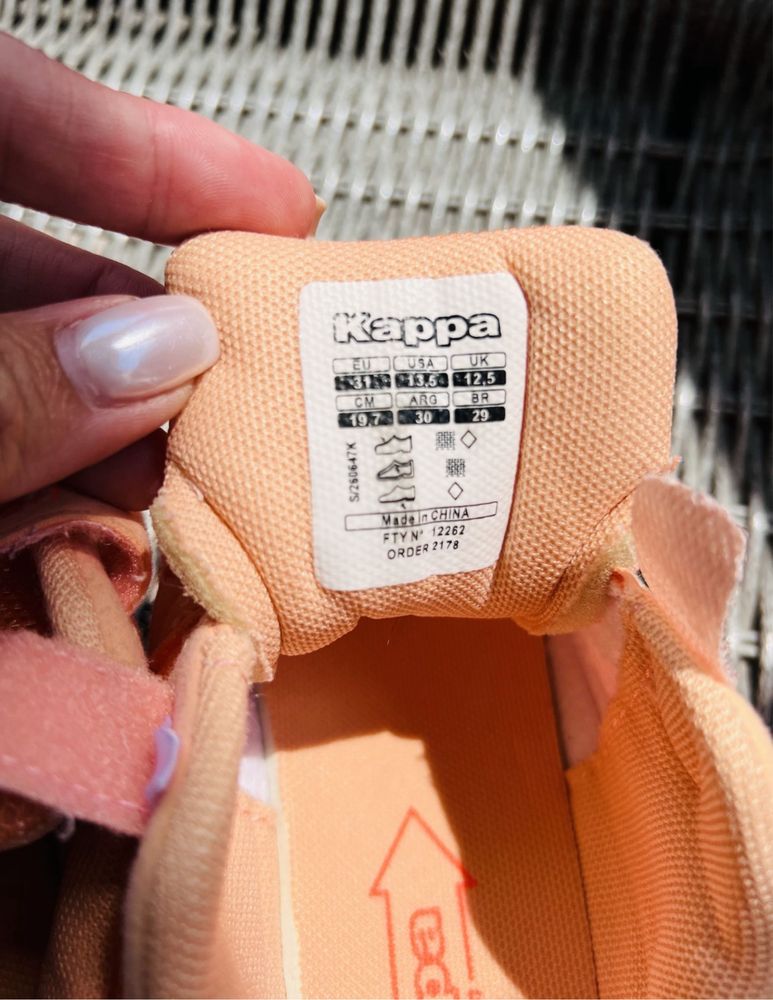 Kappa
EU USA UK
31 13,5 12,5
CM ARG BR
19,7 30 29
S/260647K
Made in CHINA
FTY N° 12262
ORDER 2178